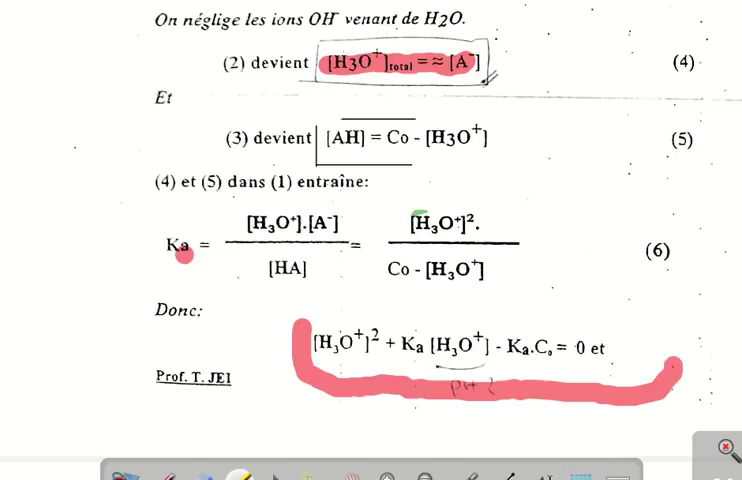 On néglige les ions OH⁻ venant de H2O.
(2) devient [H3O⁺]total = ≈ [A⁻] (4)
Et
(3) devient [AH] = Co - [H3O⁺] (5)
(4) et (5) dans (1) entraîne:
Ka = [H₃O⁺].[A⁻] / [HA] = [H₃O⁺]². / Co - [H₃O⁺] (6)
Donc:
[H₃O⁺]² + Ka [H₃O⁺] - Ka.C₀ = 0 et
Prof. T. JEI